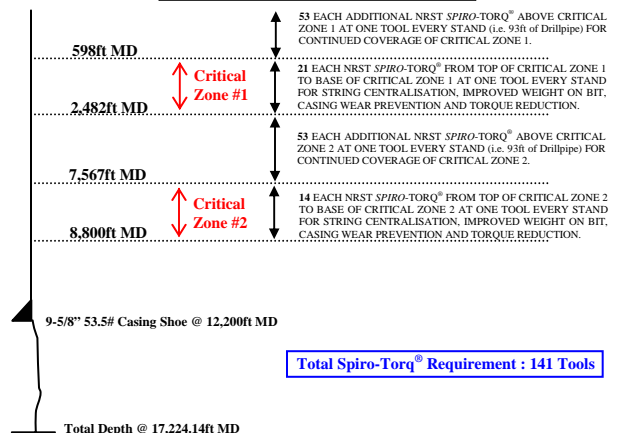 53 EACH ADDITIONAL NRST SPIRO-TORQ® ABOVE CRITICAL
ZONE 1 AT ONE TOOL EVERY STAND (i.e. 93ft of Drillpipe) FOR
CONTINUED COVERAGE OF CRITICAL ZONE 1.
598ft MD
Critical
Zone #1
21 EACH NRST SPIRO-TORQ® FROM TOP OF CRITICAL ZONE 1
TO BASE OF CRITICAL ZONE 1 AT ONE TOOL EVERY STAND
FOR STRING CENTRALISATION, IMPROVED WEIGHT ON BIT,
CASING WEAR PREVENTION AND TORQUE REDUCTION.
2,482ft MD
53 EACH ADDITIONAL NRST SPIRO-TORQ® ABOVE CRITICAL
ZONE 2 AT ONE TOOL EVERY STAND (i.e. 93ft of Drillpipe) FOR
CONTINUED COVERAGE OF CRITICAL ZONE 2.
7,567ft MD
Critical
Zone #2
14 EACH NRST SPIRO-TORQ® FROM TOP OF CRITICAL ZONE 2
TO BASE OF CRITICAL ZONE 2 AT ONE TOOL EVERY STAND
FOR STRING CENTRALISATION, IMPROVED WEIGHT ON BIT,
CASING WEAR PREVENTION AND TORQUE REDUCTION.
8,800ft MD
9-5/8” 53.5# Casing Shoe @ 12,200ft MD
Total Spiro-Torq® Requirement : 141 Tools
Total Depth @ 17,224.14ft MD